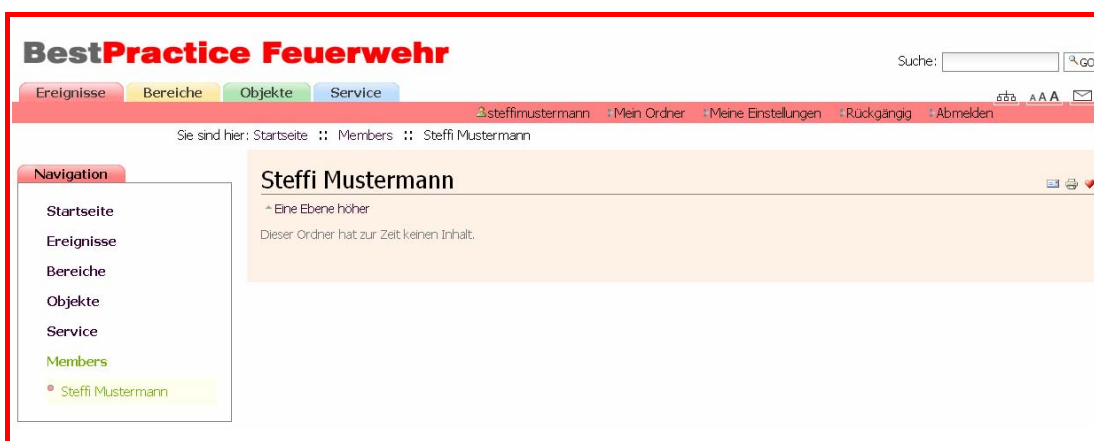 BestPractice Feuerwehr
Suche: GO
Ereignisse Bereiche Objekte Service
AAA
steffimustermann Mein Ordner Meine Einstellungen Rückgängig Abmelden
Sie sind hier: Startseite :: Members :: Steffi Mustermann
Navigation
Startseite
Ereignisse
Bereiche
Objekte
Service
Members
Steffi Mustermann
Steffi Mustermann
Eine Ebene höher
Dieser Ordner hat zur Zeit keinen Inhalt.